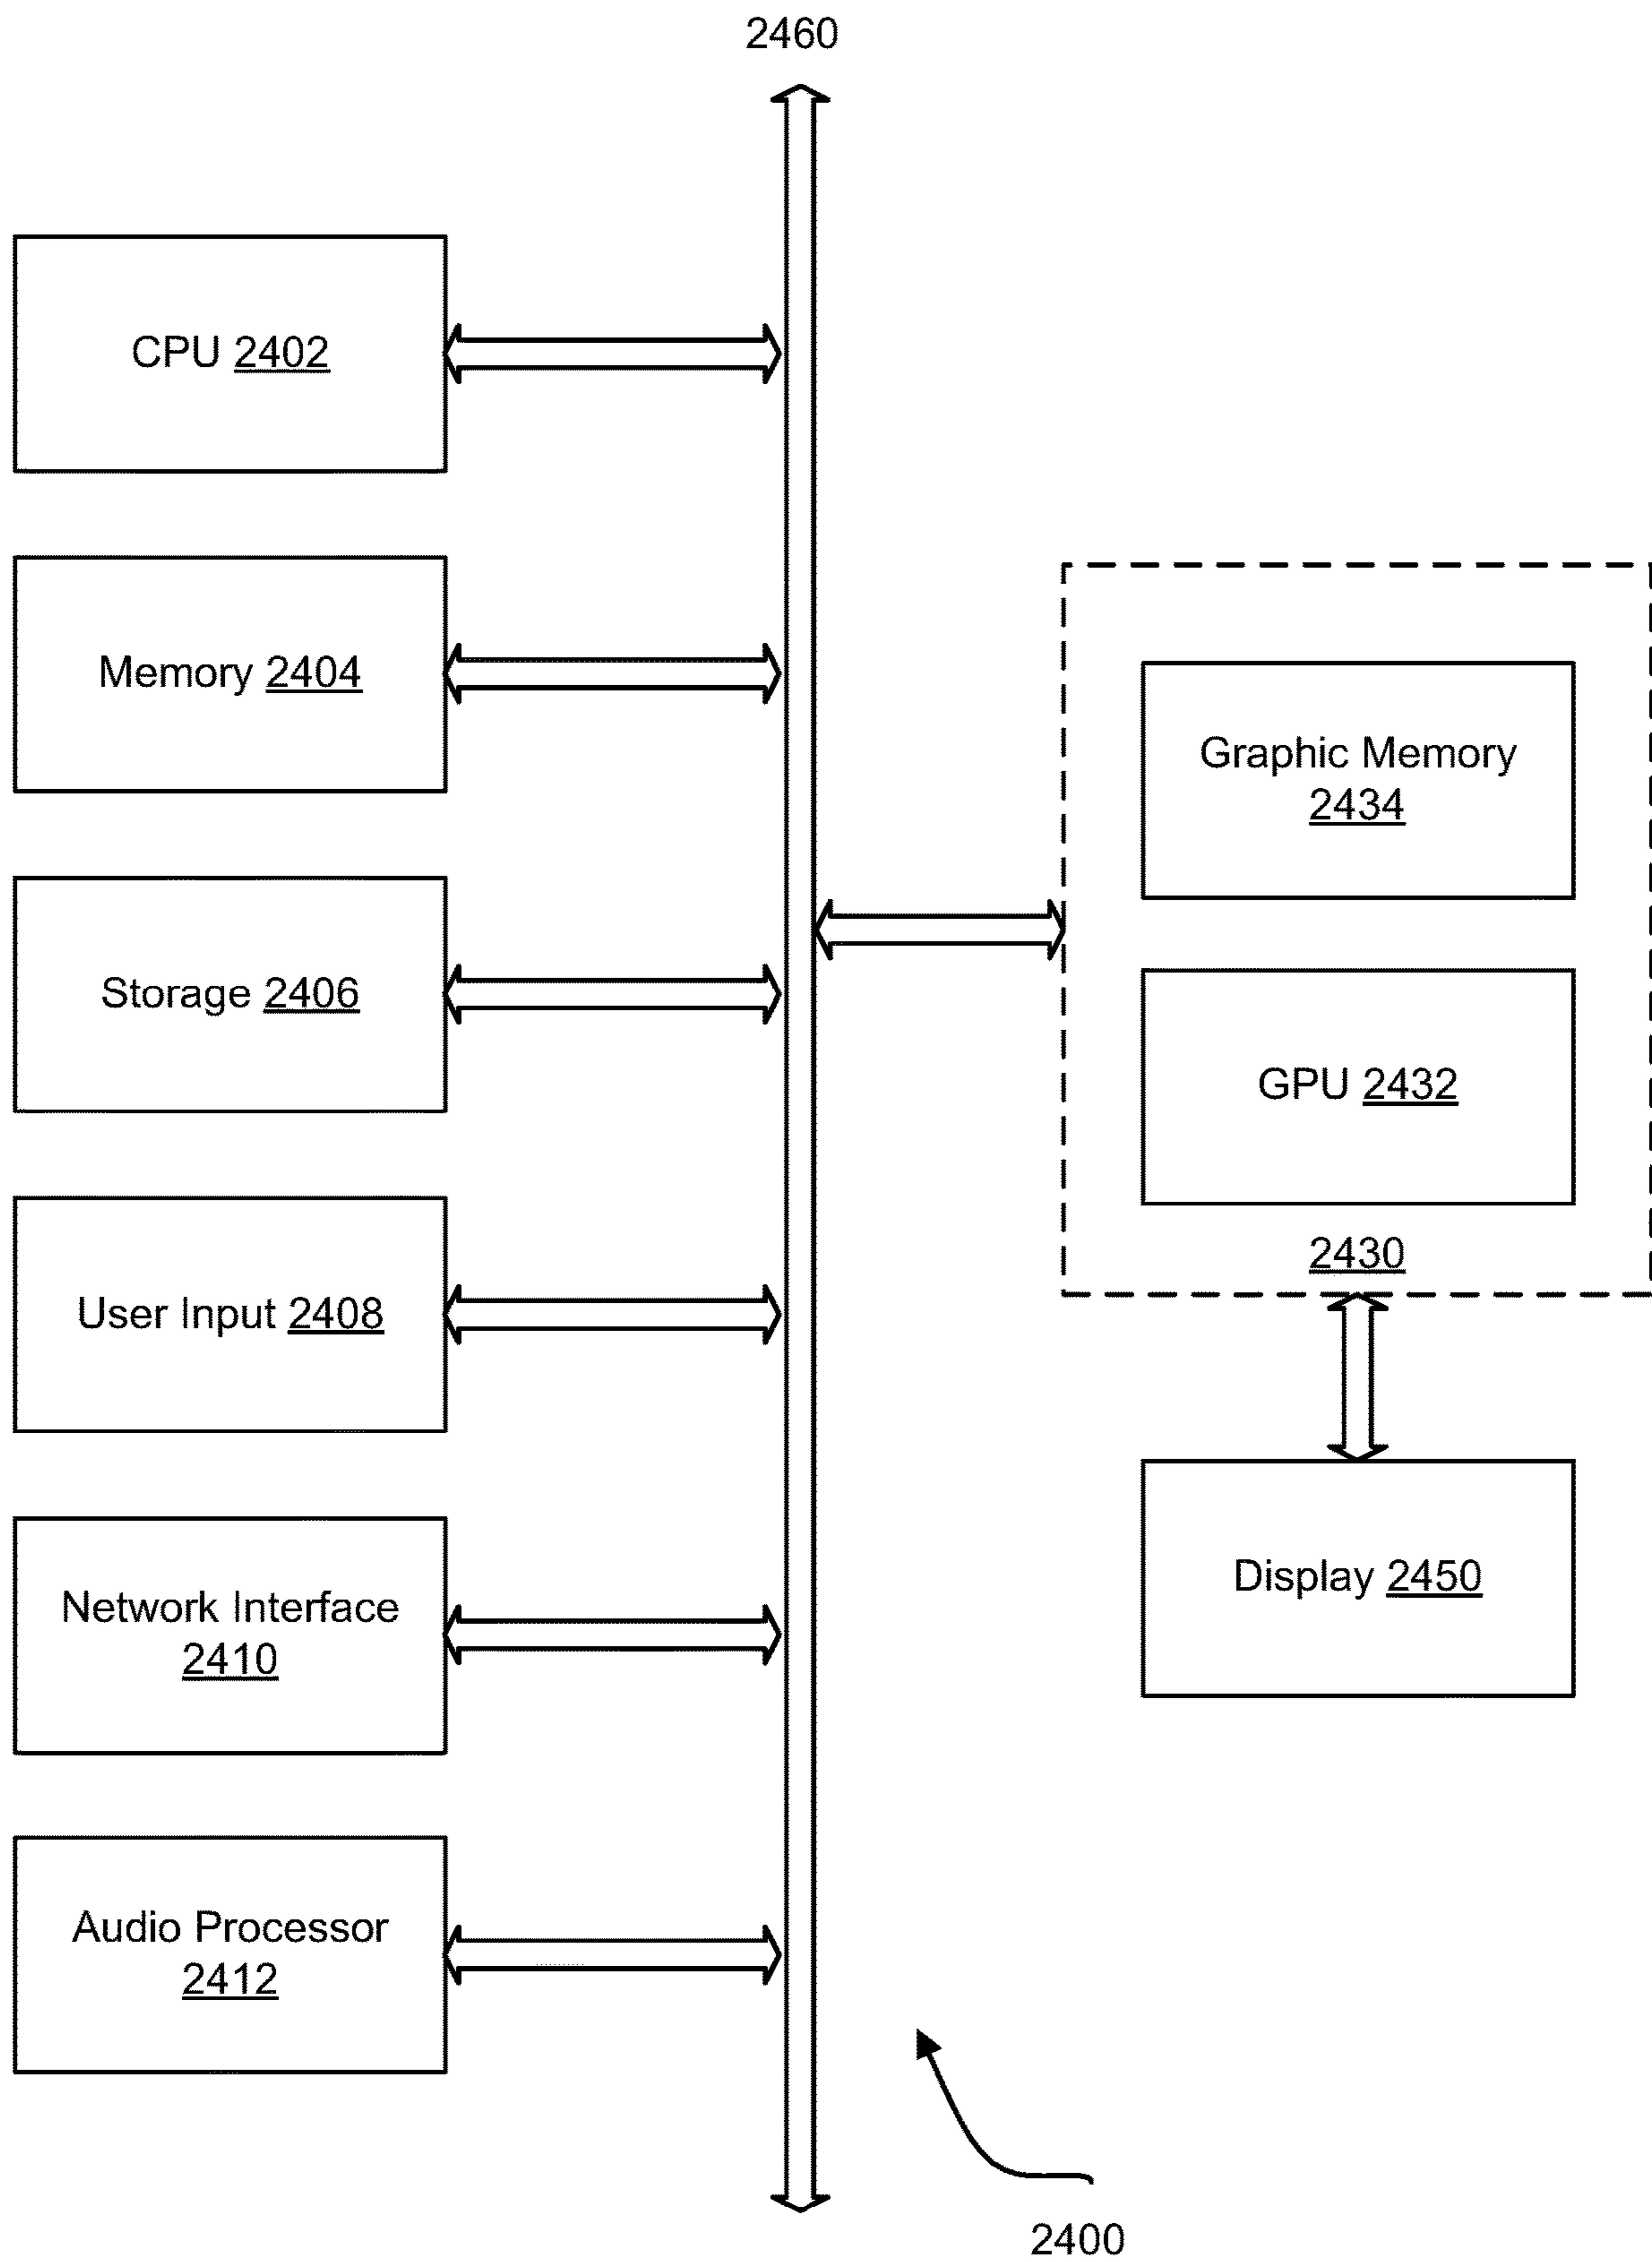 2460
CPU 2402
Memory 2404
Storage 2406
User Input 2408
Network Interface
2410
Audio Processor
2412
Graphic Memory
2434
GPU 2432
2430
Display 2450
2400